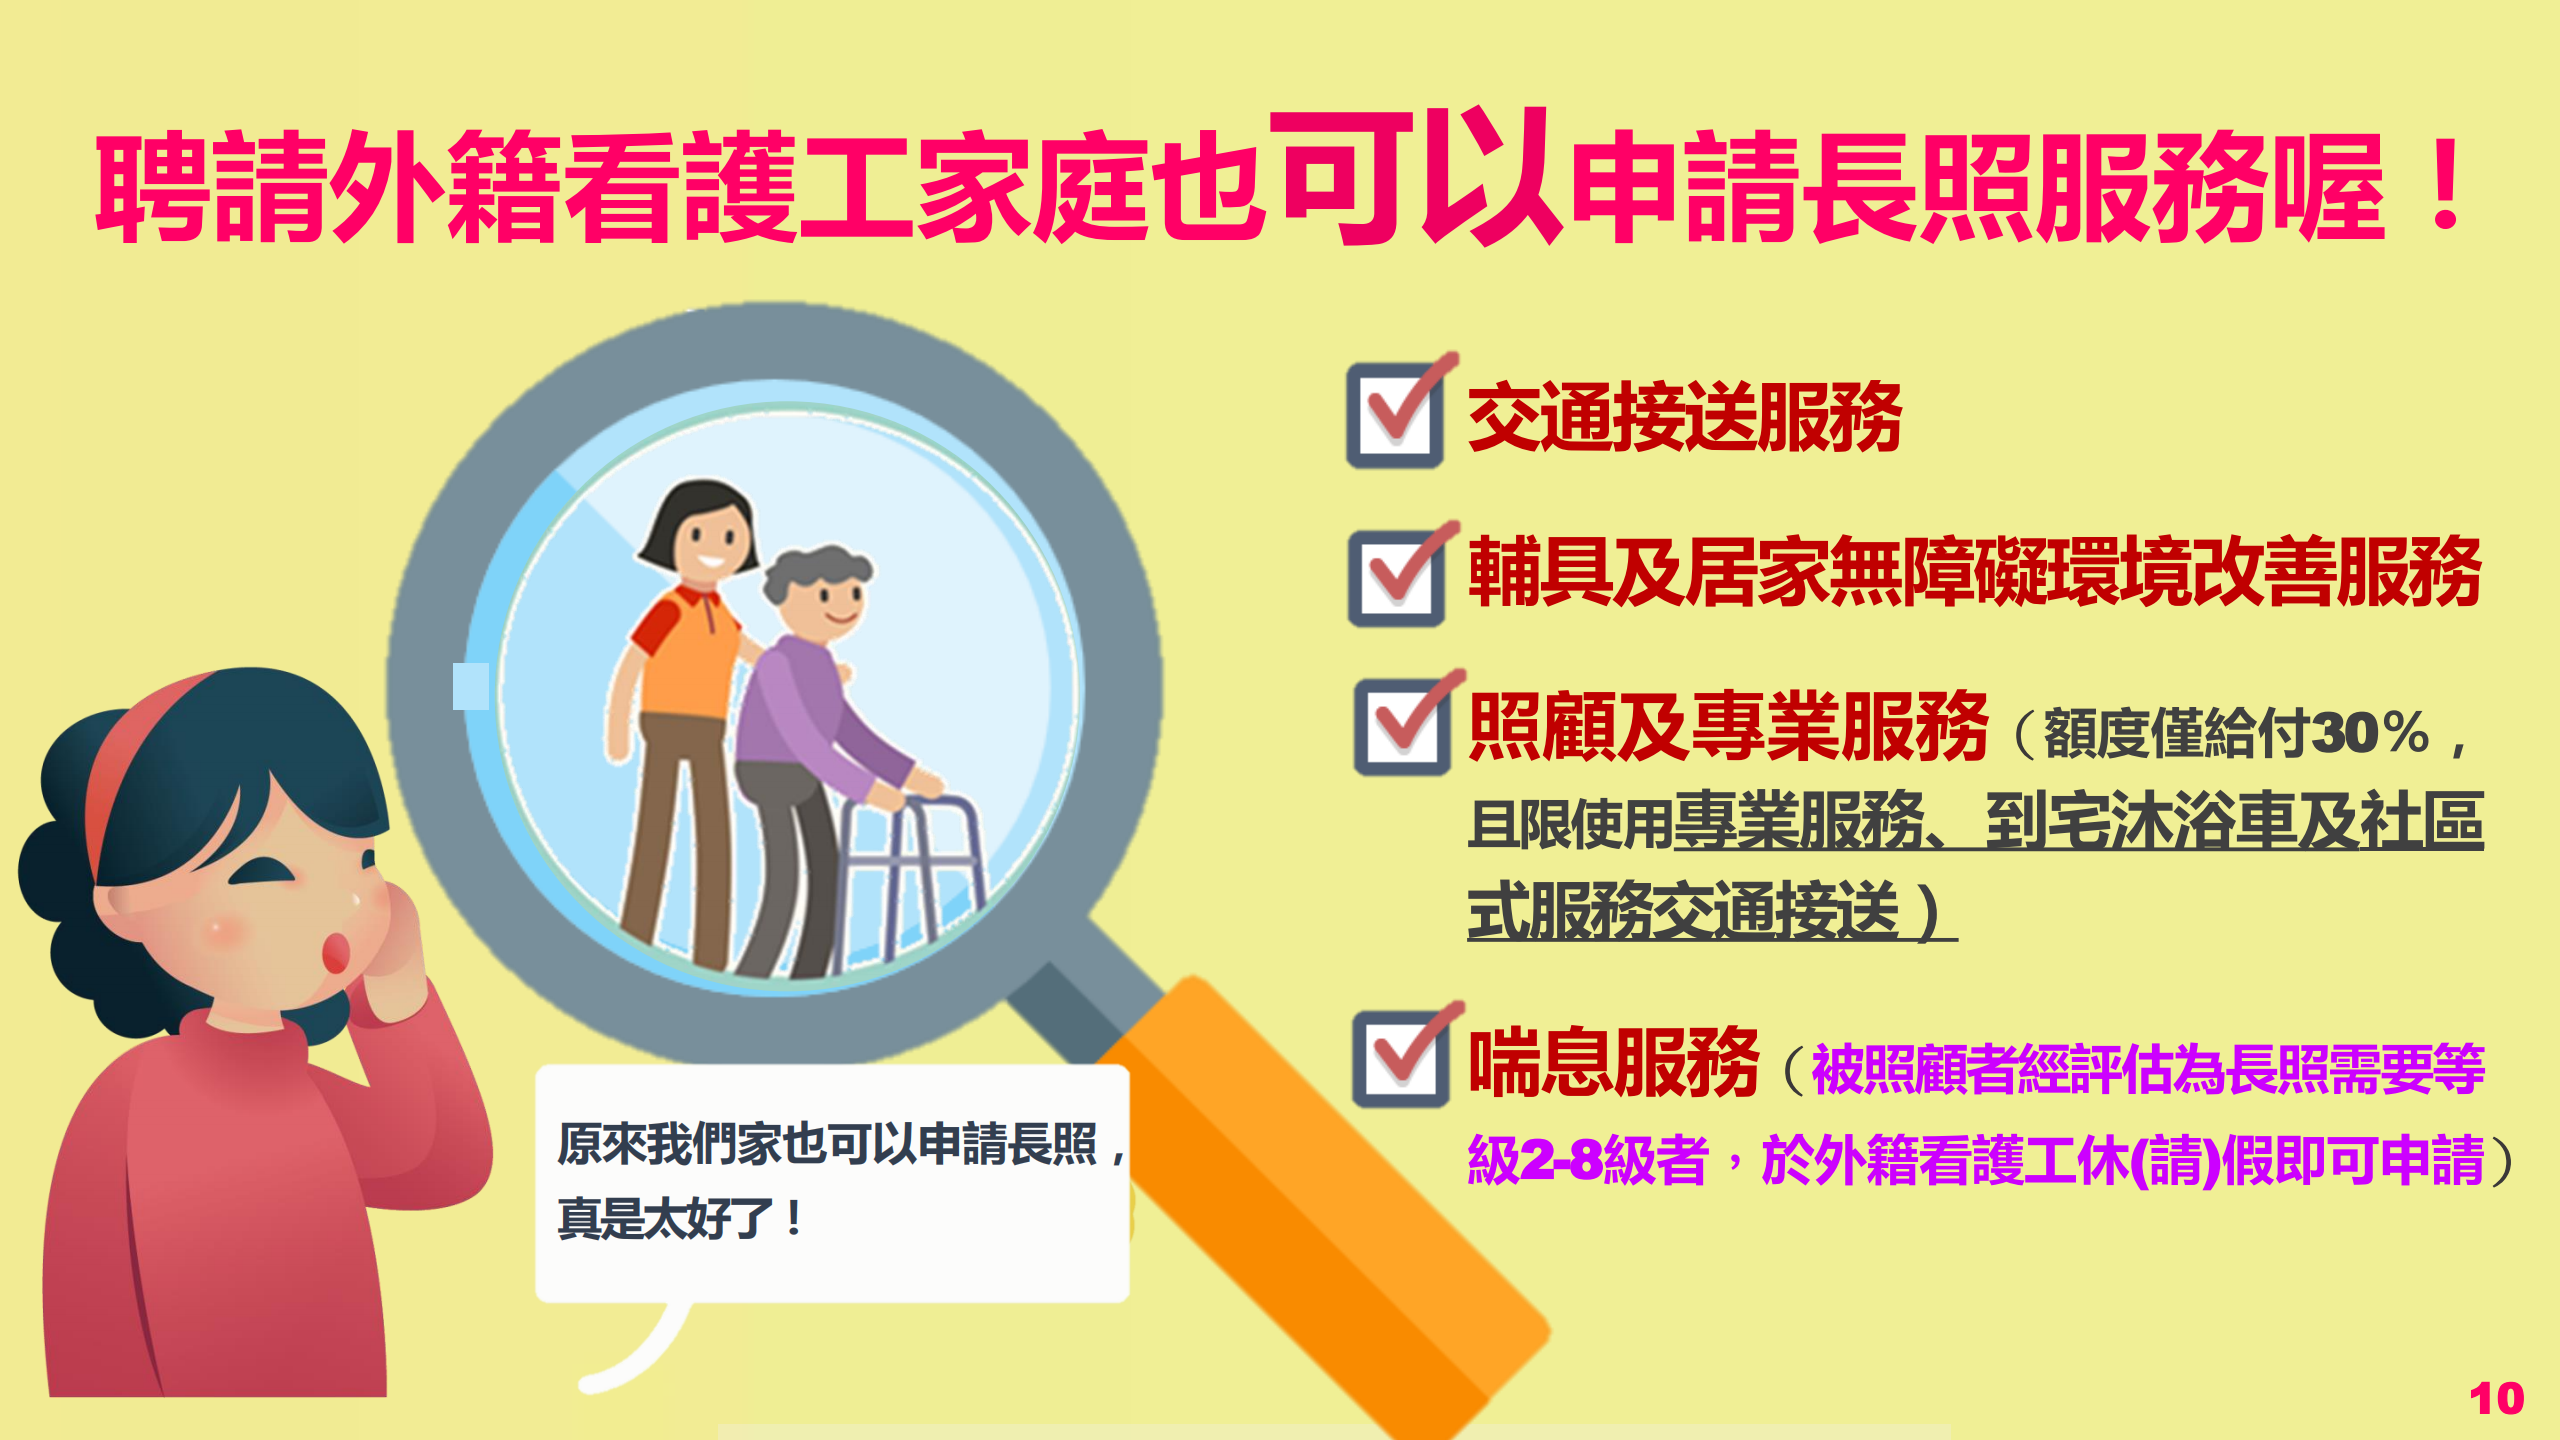 聘請外籍看護工家庭也可以申請長照服務喔！
交通接送服務
輔具及居家無障礙環境改善服務
照顧及專業服務（額度僅給付30%，
且限使用專業服務、到宅沐浴車及社區
式服務交通接送）
喘息服務（被照顧者經評估為長照需要等
級2-8級者，於外籍看護工休(請)假即可申請）
原來我們家也可以申請長照，
真是太好了！
10